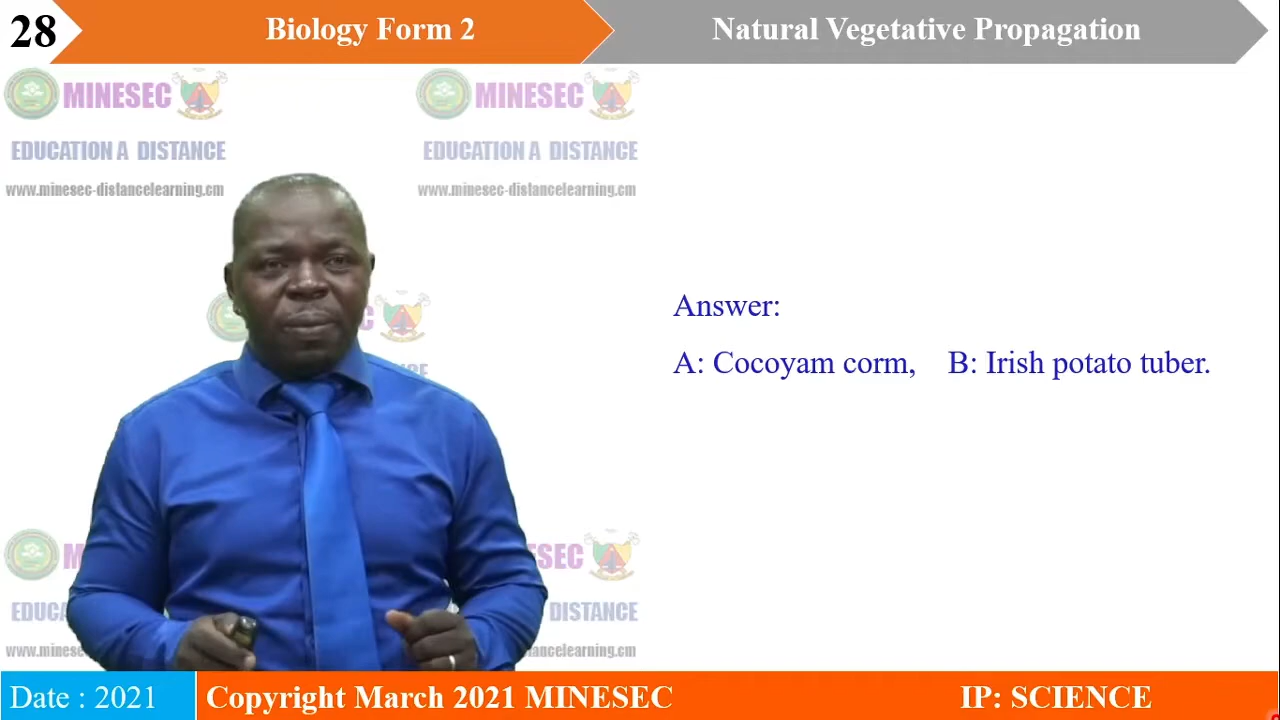 28
Biology Form 2
Natural Vegetative Propagation
MINESEC
EDUCATION A DISTANCE
www.minesec-distancelearning.cm
MINESEC
EDUCATION A DISTANCE
www.minesec-distancelearning.cm
Answer:
A: Cocoyam corm, B: Irish potato tuber.
DISTANCE
Date : 2021
Copyright March 2021 MINESEC
IP: SCIENCE